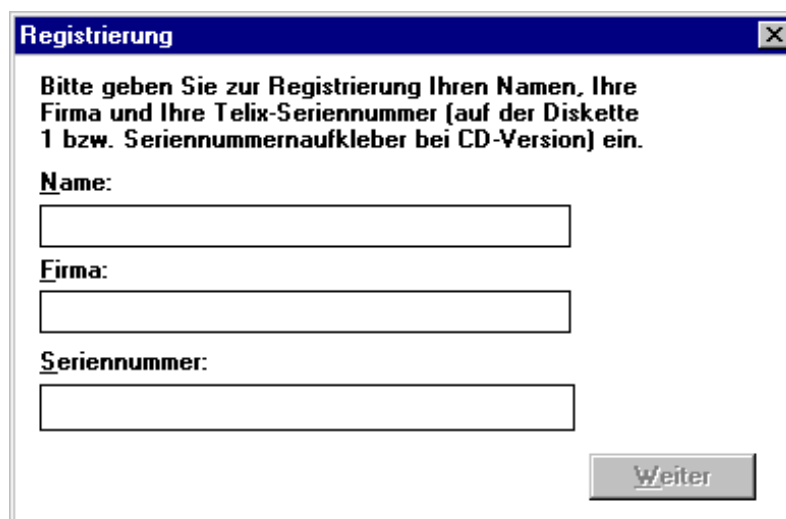 Registrierung
Bitte geben Sie zur Registrierung Ihren Namen, Ihre
Firma und Ihre Telix-Seriennummer (auf der Diskette
1 bzw. Seriennummernaufkleber bei CD-Version) ein.
Name:
Firma:
Seriennummer:
Weiter